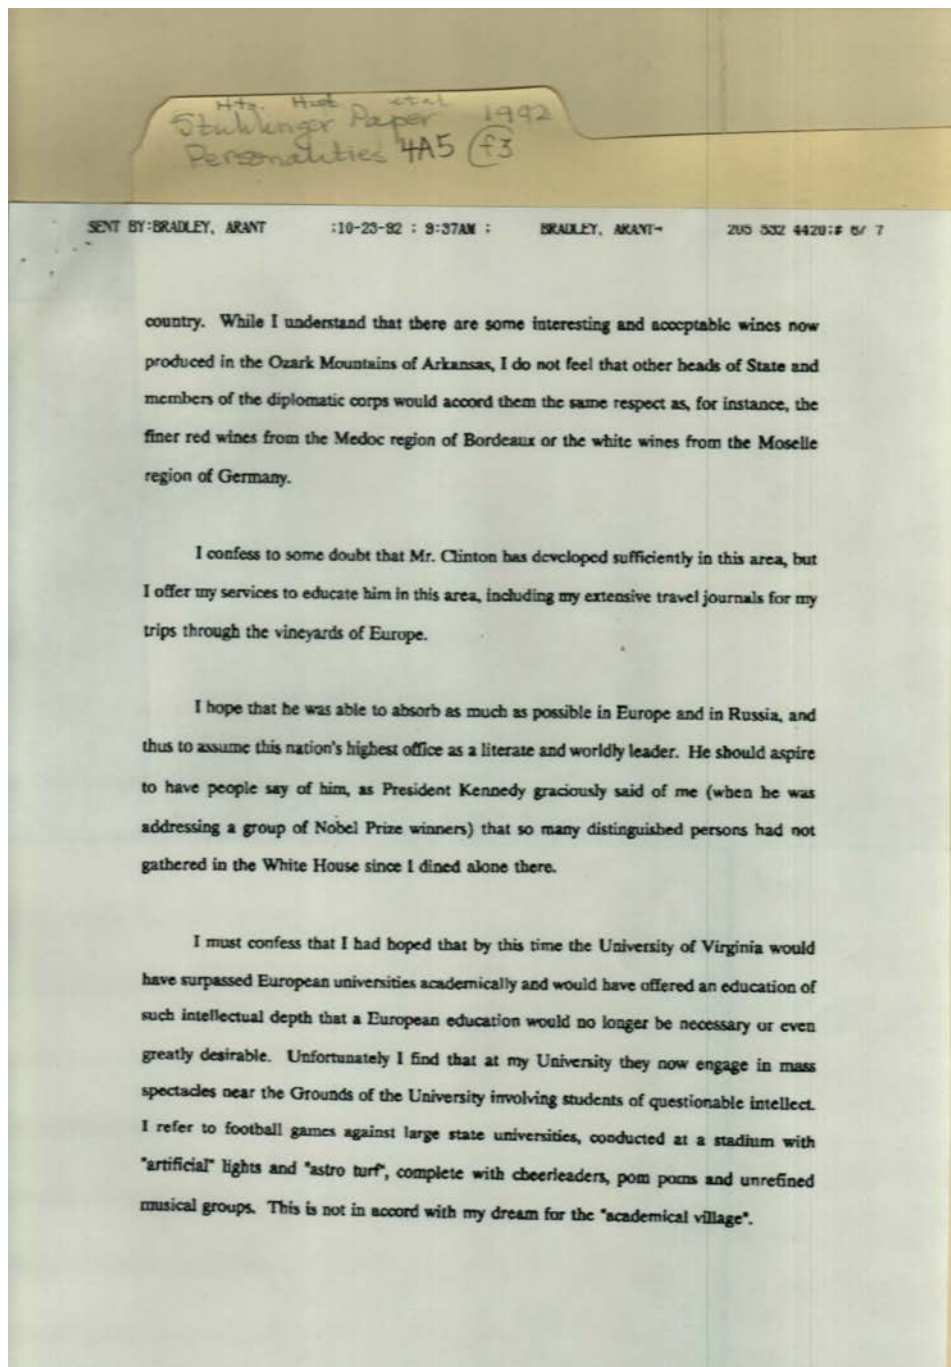 Htg. Hist. et al
Stuhlinger Paper 1992
Personalities 4A5 f3
SENT BY:BRADLEY, ARANT :10-23-92 ; 9:37AM ; BRADLEY, ARANT→ 205 532 4420;# 6/ 7
country. While I understand that there are some interesting and acceptable wines now
produced in the Ozark Mountains of Arkansas, I do not feel that other heads of State and
members of the diplomatic corps would accord them the same respect as, for instance, the
finer red wines from the Medoc region of Bordeaux or the white wines from the Moselle
region of Germany.
I confess to some doubt that Mr. Clinton has developed sufficiently in this area, but
I offer my services to educate him in this area, including my extensive travel journals for my
trips through the vineyards of Europe.
I hope that he was able to absorb as much as possible in Europe and in Russia, and
thus to assume this nation's highest office as a literate and worldly leader. He should aspire
to have people say of him, as President Kennedy graciously said of me (when he was
addressing a group of Nobel Prize winners) that so many distinguished persons had not
gathered in the White House since I dined alone there.
I must confess that I had hoped that by this time the University of Virginia would
have surpassed European universities academically and would have offered an education of
such intellectual depth that a European education would no longer be necessary or even
greatly desirable. Unfortunately I find that at my University they now engage in mass
spectacles near the Grounds of the University involving students of questionable intellect.
I refer to football games against large state universities, conducted at a stadium with
"artificial" lights and "astro turf", complete with cheerleaders, pom poms and unrefined
musical groups. This is not in accord with my dream for the "academical village".